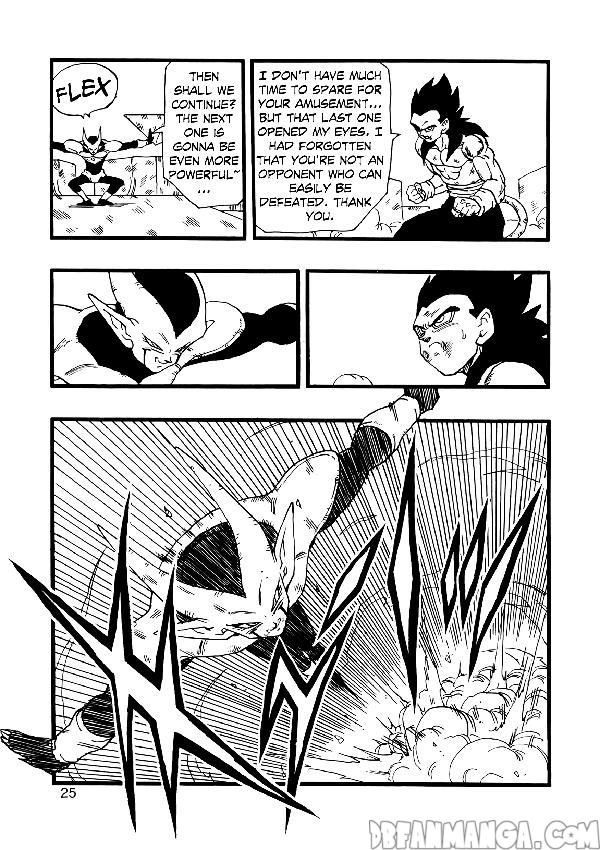 I DON'T HAVE MUCH
TIME TO SPARE FOR
YOUR AMUSEMENT...
BUT THAT LAST ONE
OPENED MY EYES. I
HAD FORGOTTEN
THAT YOU'RE NOT AN
OPPONENT WHO CAN
EASILY BE
DEFEATED. THANK
YOU.
THEN
SHALL WE
CONTINUE?
THE NEXT
ONE IS
GONNA BE
EVEN MORE
POWERFUL~
...
FLEX
25
DBFANMANGA.COM